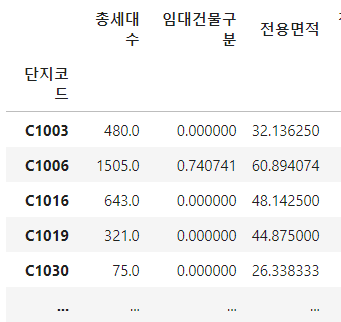 총세대
수
임대건물구
분
전용면적
단지코
드
C1003 480.0 0.000000 32.136250
C1006 1505.0 0.740741 60.894074
C1016 643.0 0.000000 48.142500
C1019 321.0 0.000000 44.875000
C1030 75.0 0.000000 26.338333
... ... ... ...